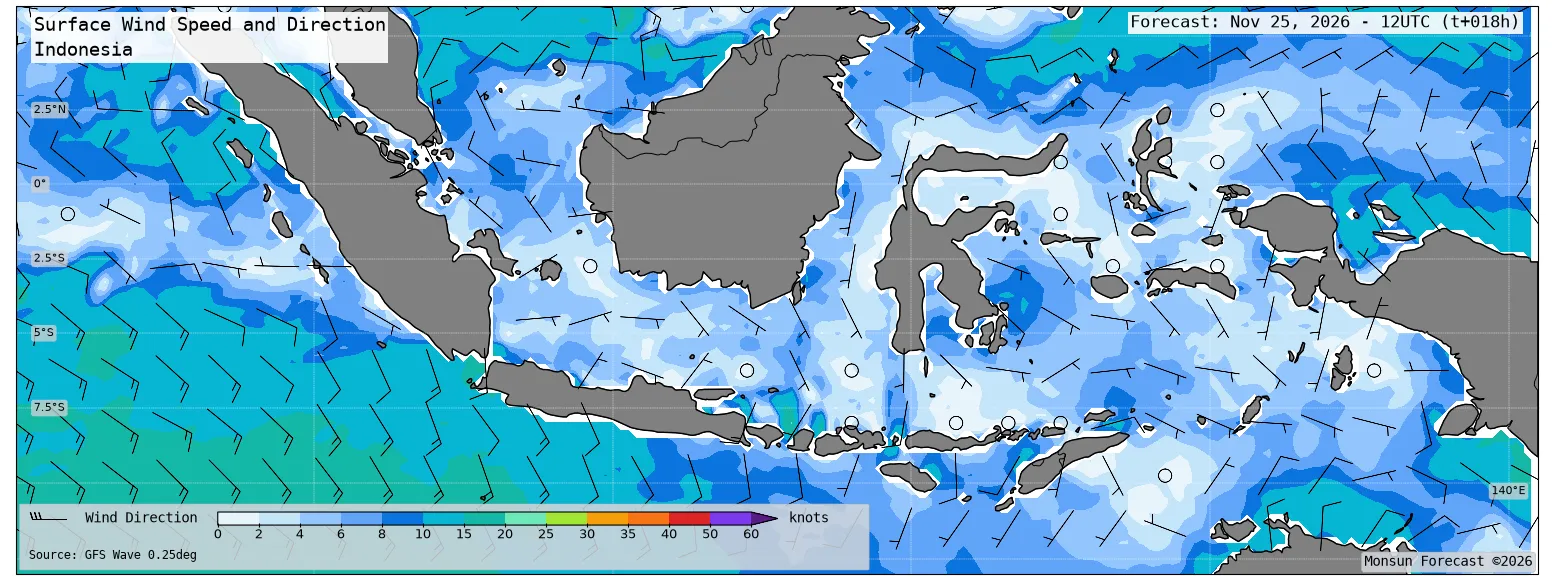 Surface Wind Speed and Direction
Indonesia
Forecast: Nov 25, 2026 - 12UTC (t+018h)
2.5°N
0°
2.5°S
5°S
7.5°S
140°E
Wind Direction
0 2 4 6 8 10 15 20 25 30 35 40 50 60
knots
Source: GFS Wave 0.25deg
Monsun Forecast ©2026